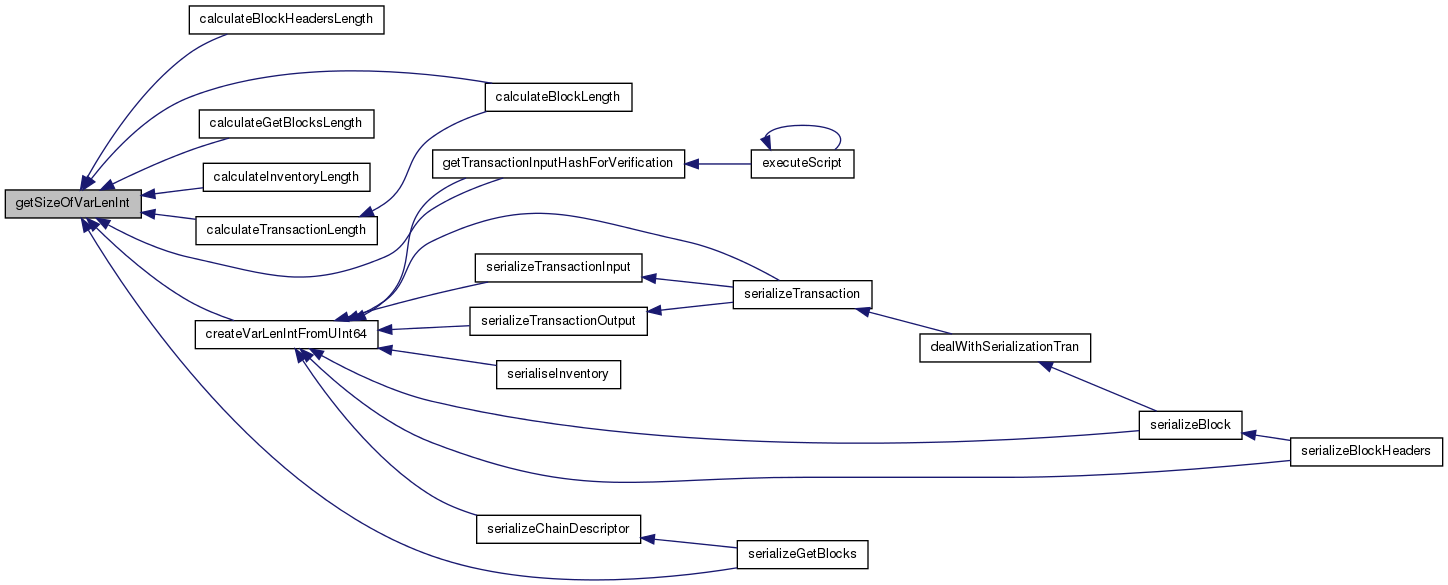 calculateBlockHeadersLength
calculateBlockLength
calculateGetBlocksLength
getTransactionInputHashForVerification
executeScript
calculateInventoryLength
getSizeOfVarLenInt
calculateTransactionLength
serializeTransactionInput
serializeTransaction
serializeTransactionOutput
createVarLenIntFromUInt64
dealWithSerializationTran
serialiseInventory
serializeBlock
serializeBlockHeaders
serializeChainDescriptor
serializeGetBlocks